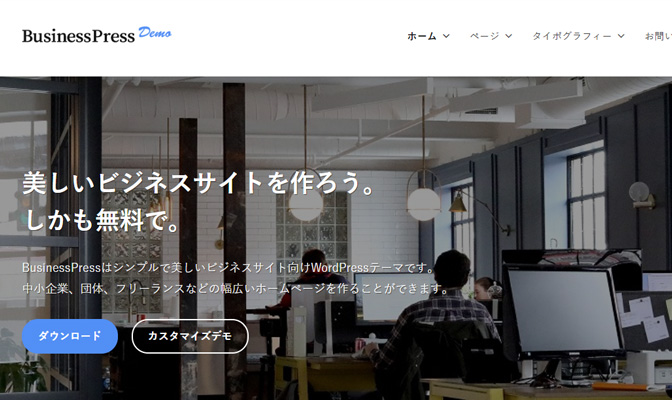 BusinessPress Demo
ホーム ページ タイポグラフィー お問い
美しいビジネスサイトを作ろう。
しかも無料で。
BusinessPressはシンプルで美しいビジネスサイト向けWordPressテーマです。
中小企業、団体、フリーランスなどの幅広いホームページを作ることができます。
ダウンロード カスタマイズデモ